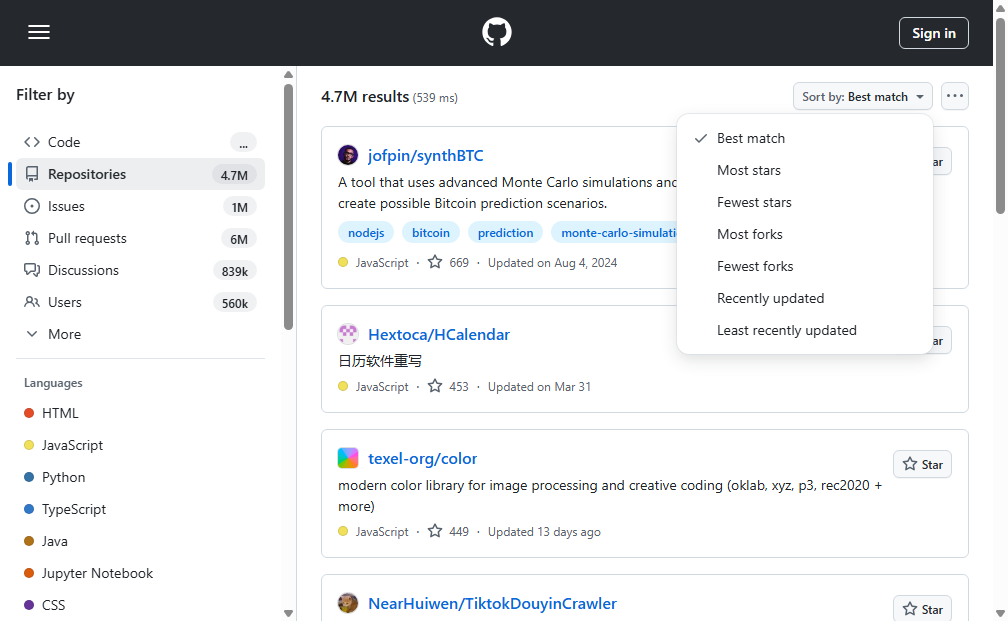 Sign in
Filter by
Code
...
Repositories 4.7M
Issues 1M
Pull requests 6M
Discussions 839k
Users 560k
More
Languages
HTML
JavaScript
Python
TypeScript
Java
Jupyter Notebook
CSS
4.7M results (539 ms)
Sort by: Best match
Best match
Most stars
Fewest stars
Most forks
Fewest forks
Recently updated
Least recently updated
jofpin/synthBTC
A tool that uses advanced Monte Carlo simulations and
create possible Bitcoin prediction scenarios.
nodejs bitcoin prediction
JavaScript · 669 · Updated on Aug 4, 2024
Hextoca/HCalendar
日历软件重写
JavaScript · 453 · Updated on Mar 31
texel-org/color
Star
modern color library for image processing and creative coding (oklab, xyz, p3, rec2020 +
more)
JavaScript · 449 · Updated 13 days ago
NearHuiwen/TiktokDouyinCrawler
Star